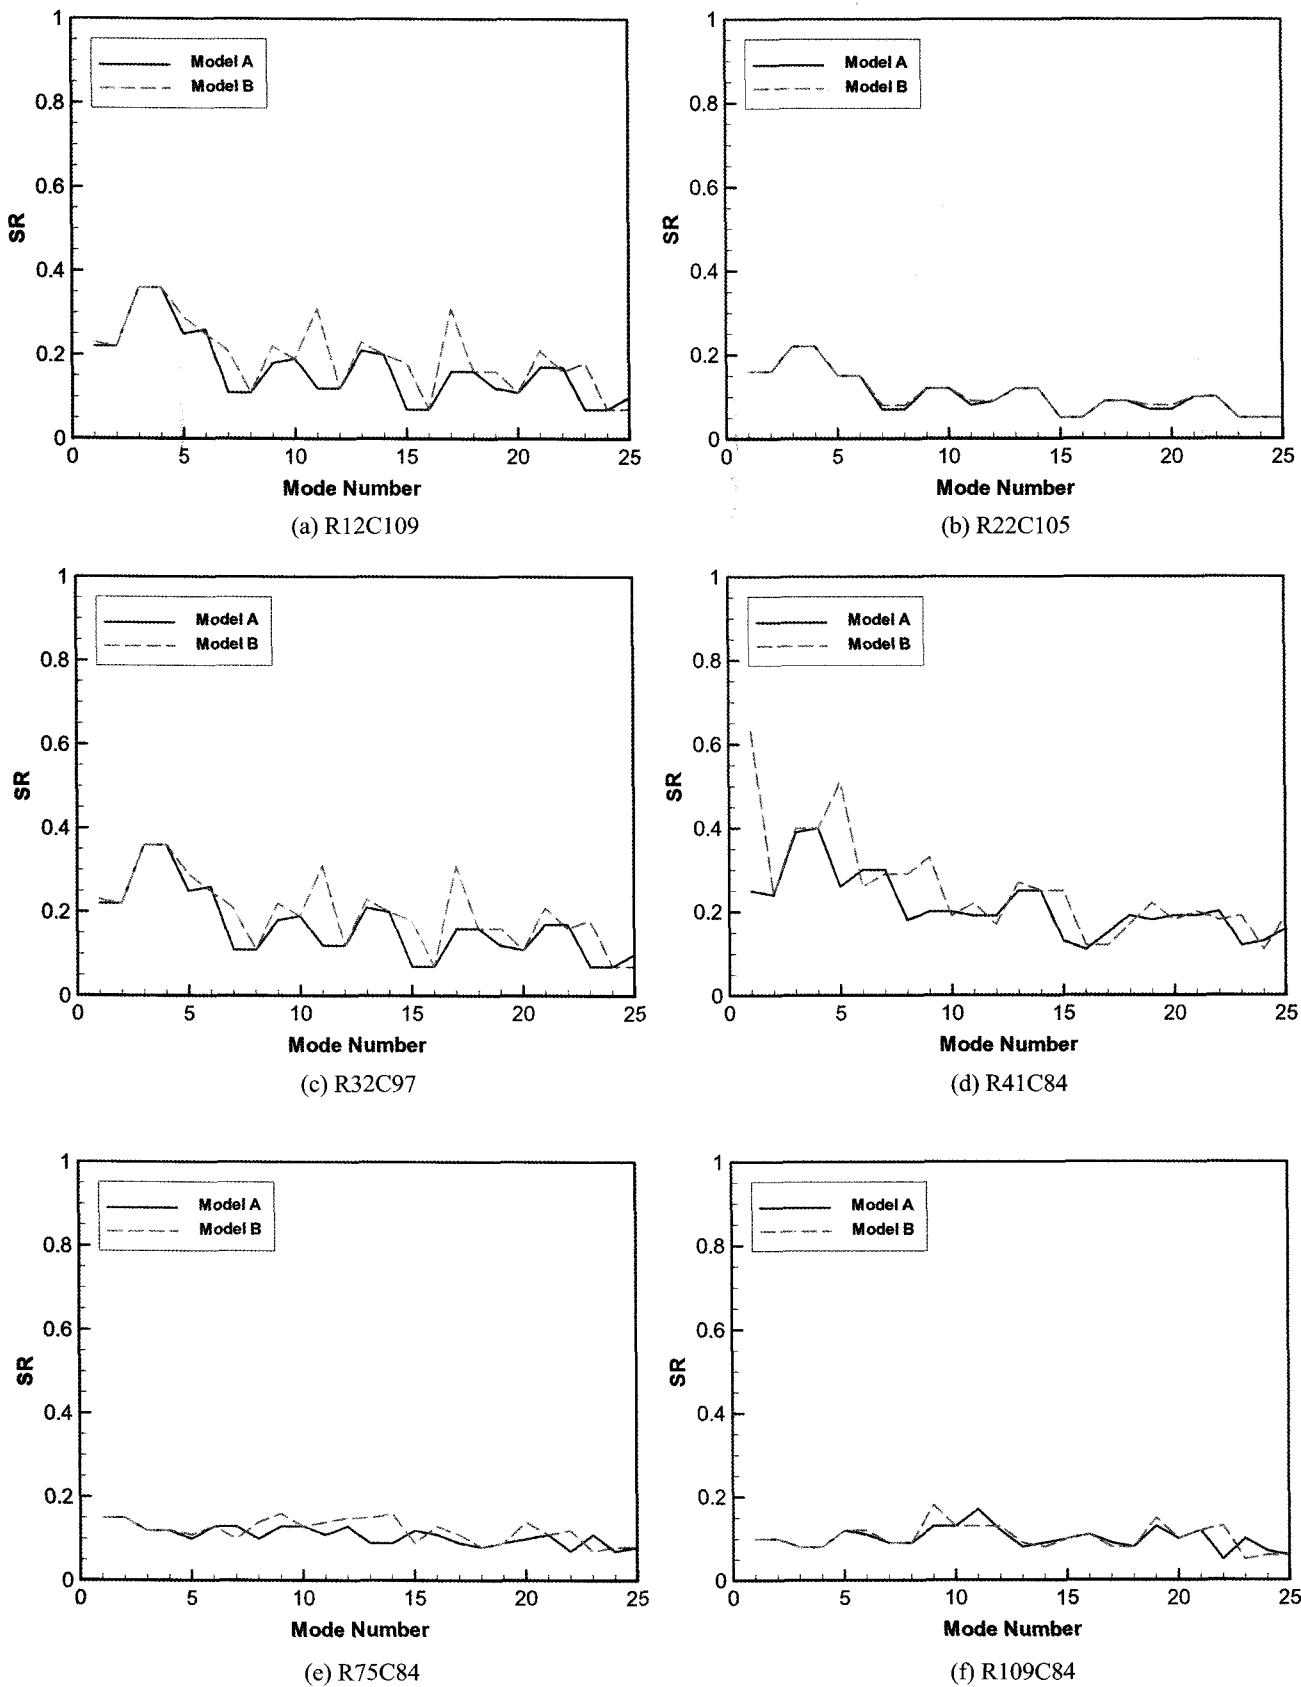 1
0.8
0.6
0.4
0.2
0
SR
Model A
Model B
0 5 10 15 20 25
Mode Number
(a) R12C109
1
0.8
0.6
0.4
0.2
0
SR
Model A
Model B
0 5 10 15 20 25
Mode Number
(b) R22C105
1
0.8
0.6
0.4
0.2
0
SR
Model A
Model B
0 5 10 15 20 25
Mode Number
(c) R32C97
1
0.8
0.6
0.4
0.2
0
SR
Model A
Model B
0 5 10 15 20 25
Mode Number
(d) R41C84
1
0.8
0.6
0.4
0.2
0
SR
Model A
Model B
0 5 10 15 20 25
Mode Number
(e) R75C84
1
0.8
0.6
0.4
0.2
0
SR
Model A
Model B
0 5 10 15 20 25
Mode Number
(f) R109C84